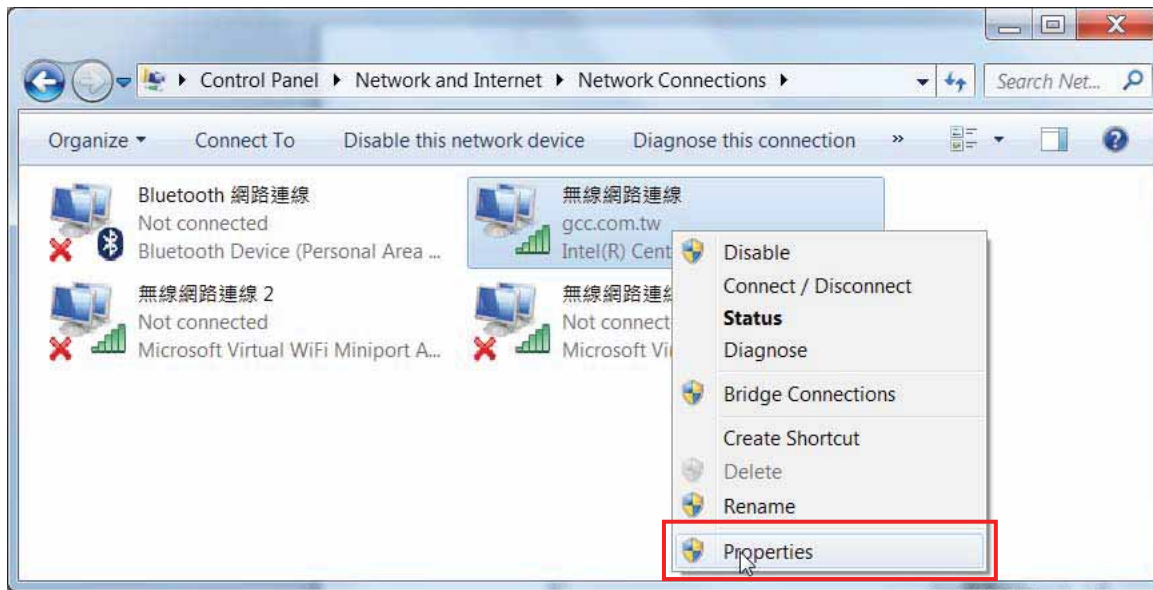 Control Panel ▸ Network and Internet ▸ Network Connections ▸
Search Net...
Organize
Connect To
Disable this network device
Diagnose this connection
»
Bluetooth 網路連線
Not connected
Bluetooth Device (Personal Area ...
無線網路連線
gcc.com.tw
Intel(R) Cent
無線網路連線 2
Not connected
Microsoft Virtual WiFi Miniport A...
無線網路連線
Not connect
Microsoft Vi
Disable
Connect / Disconnect
Status
Diagnose
Bridge Connections
Create Shortcut
Delete
Rename
Properties